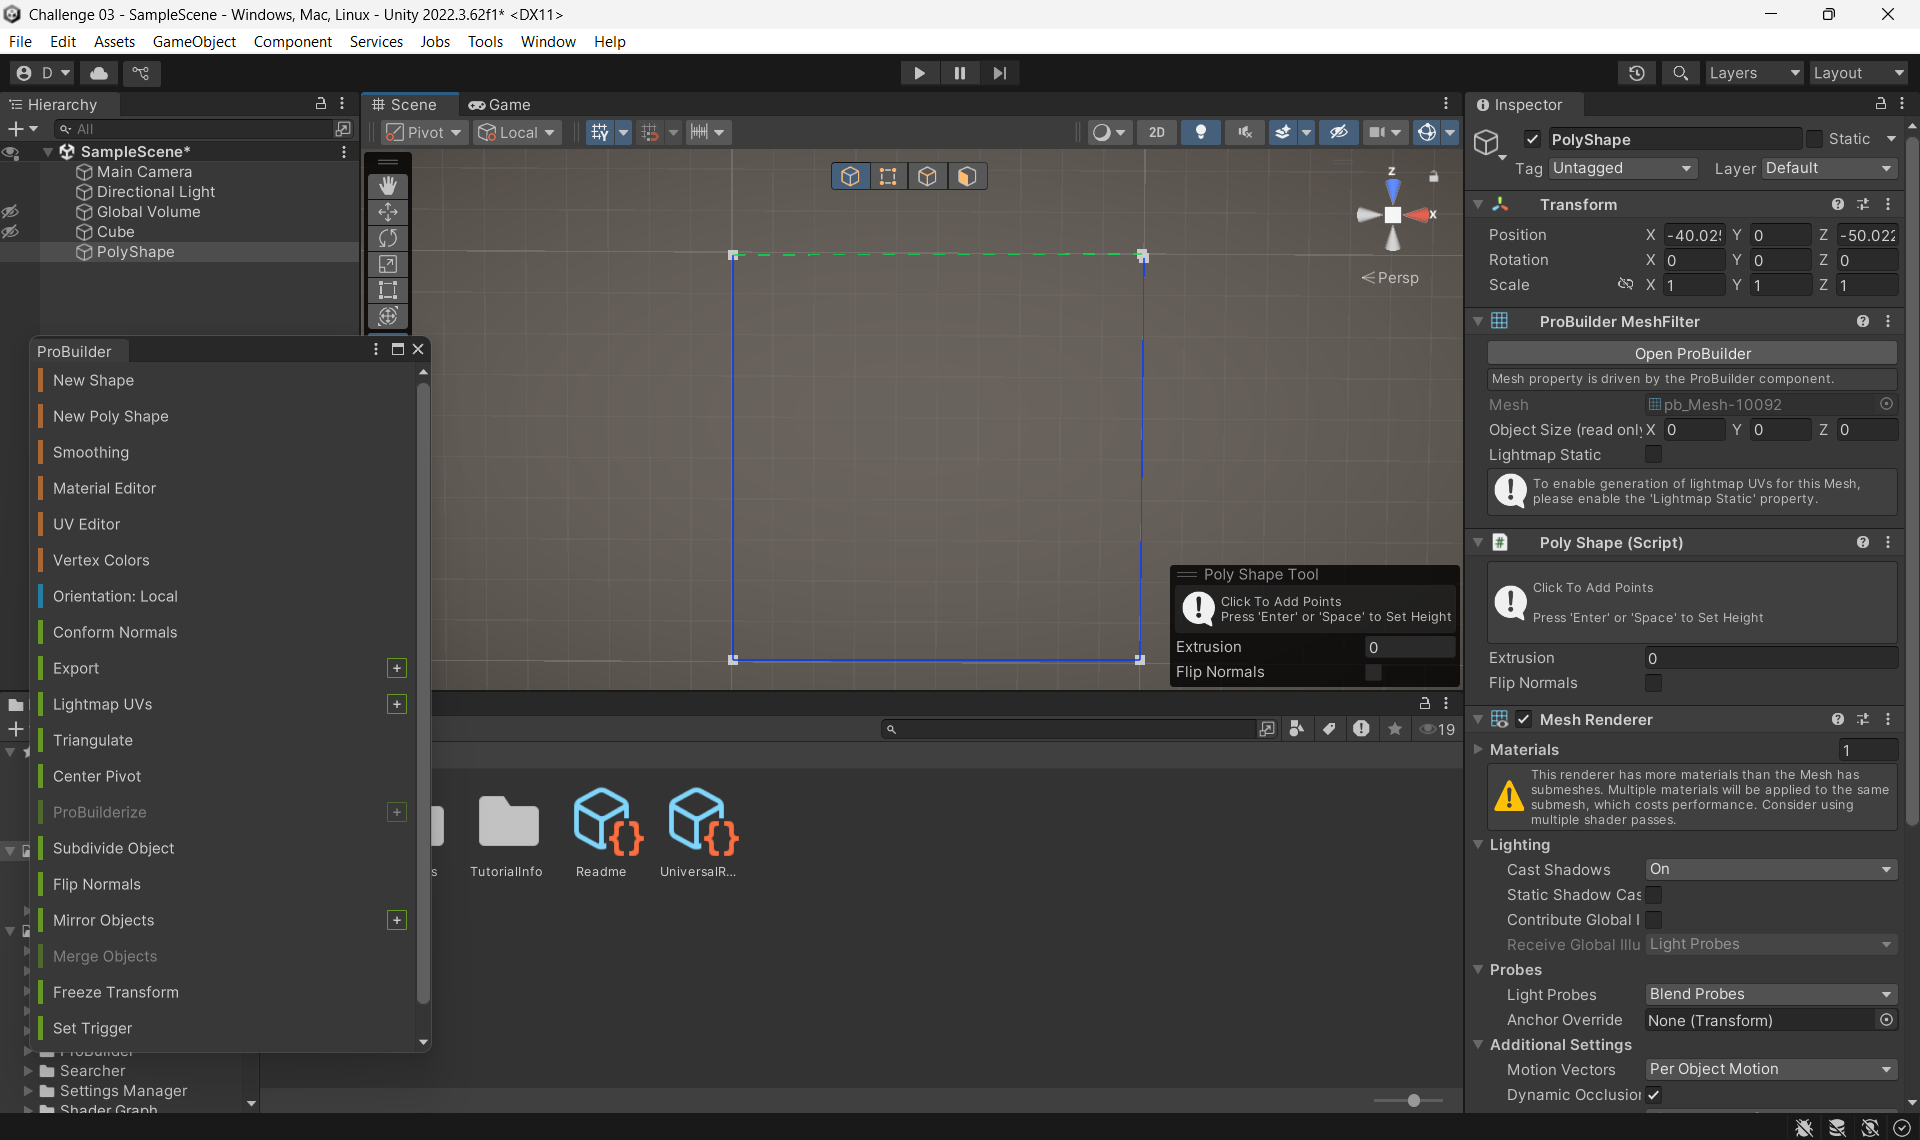 Challenge 03 - SampleScene - Windows, Mac, Linux - Unity 2022.3.62f1* <DX11>
File Edit Assets GameObject Component Services Jobs Tools Window Help
D Layers Layout
Hierarchy
All
SampleScene*
Main Camera
Directional Light
Global Volume
Cube
PolyShape
Scene Game
Pivot Local 2D
z
x
Persp
ProBuilder
New Shape
New Poly Shape
Smoothing
Material Editor
UV Editor
Vertex Colors
Orientation: Local
Conform Normals
Export
Lightmap UVs
Triangulate
Center Pivot
ProBuilderize
Subdivide Object
Flip Normals
Mirror Objects
Merge Objects
Freeze Transform
Set Trigger
ProBuilder
Searcher
Settings Manager
Shader Graph
Poly Shape Tool
Click To Add Points
Press 'Enter' or 'Space' to Set Height
Extrusion 0
Flip Normals
19
s
TutorialInfo
Readme
UniversalR...
Inspector
PolyShape Static
Tag Untagged Layer Default
Transform
Position X -40.02 Y 0 Z -50.022
Rotation X 0 Y 0 Z 0
Scale X 1 Y 1 Z 1
ProBuilder MeshFilter
Open ProBuilder
Mesh property is driven by the ProBuilder component.
Mesh pb_Mesh-10092
Object Size (read only X 0 Y 0 Z 0
Lightmap Static
To enable generation of lightmap UVs for this Mesh,
please enable the 'Lightmap Static' property.
Poly Shape (Script)
Click To Add Points
Press 'Enter' or 'Space' to Set Height
Extrusion 0
Flip Normals
Mesh Renderer
Materials 1
This renderer has more materials than the Mesh has
submeshes. Multiple materials will be applied to the same
submesh, which costs performance. Consider using
multiple shader passes.
Lighting
Cast Shadows On
Static Shadow Cas
Contribute Global I
Receive Global Illu Light Probes
Probes
Light Probes Blend Probes
Anchor Override None (Transform)
Additional Settings
Motion Vectors Per Object Motion
Dynamic Occlusion